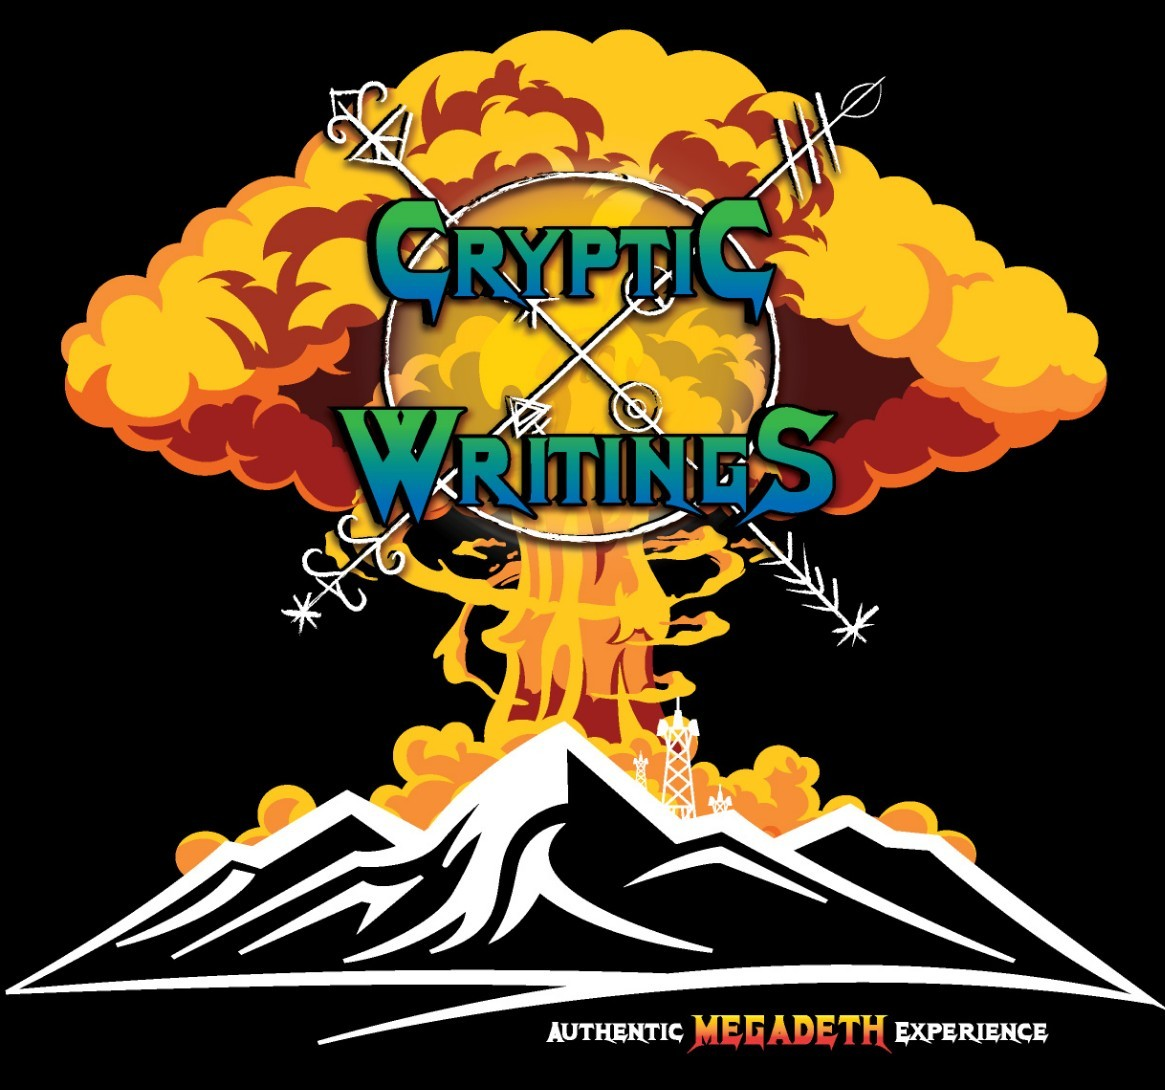 CRYPTIC
WRITINGS
AUTHENTIC MEGADETH EXPERIENCE